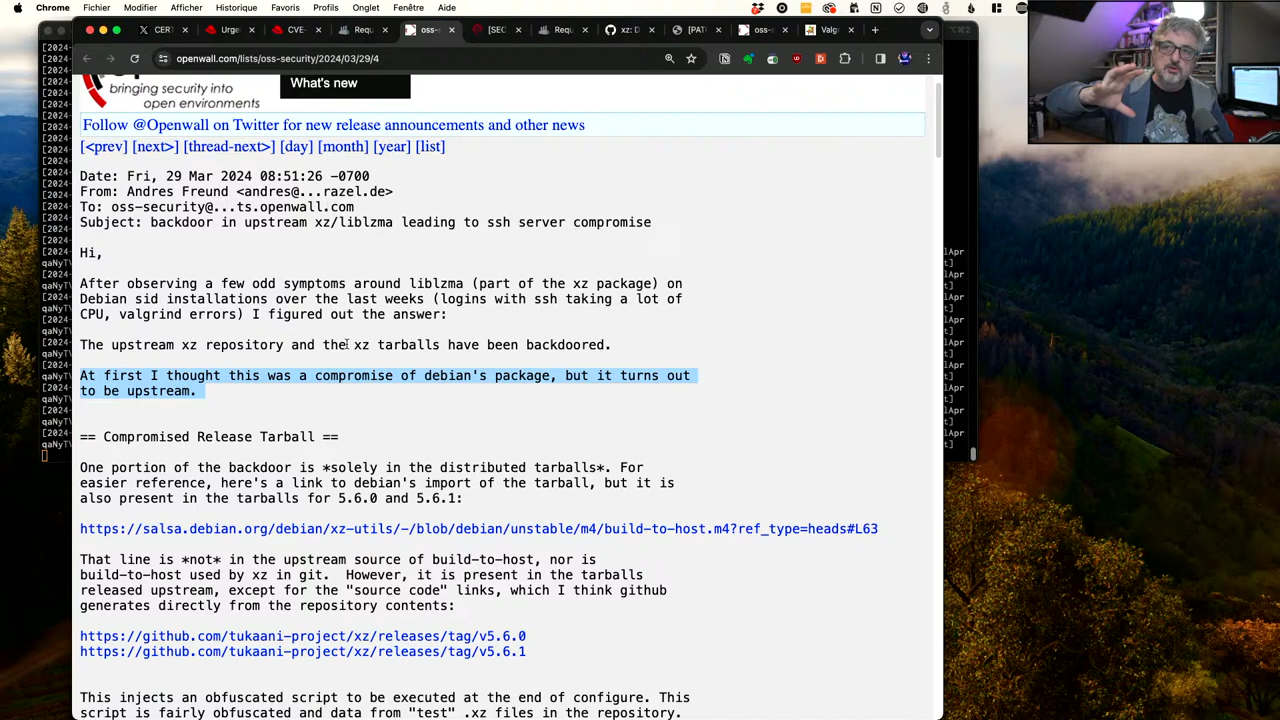 Chrome Fichier Modifier Afficher Historique Favoris Profils Onglet Fenêtre Aide
CERT Urge CVE- Requ oss-s [SEC Requ xz: D [PAT oss-s Valg
openwall.com/lists/oss-security/2024/03/29/4
bringing security into
open environments
What's new
Follow @Openwall on Twitter for new release announcements and other news
[<prev] [next>] [thread-next>] [day] [month] [year] [list]
Date: Fri, 29 Mar 2024 08:51:26 -0700
From: Andres Freund <andres@...razel.de>
To: oss-security@...ts.openwall.com
Subject: backdoor in upstream xz/liblzma leading to ssh server compromise
Hi,
After observing a few odd symptoms around liblzma (part of the xz package) on
Debian sid installations over the last weeks (logins with ssh taking a lot of
CPU, valgrind errors) I figured out the answer:
The upstream xz repository and the xz tarballs have been backdoored.
At first I thought this was a compromise of debian's package, but it turns out
to be upstream.
== Compromised Release Tarball ==
One portion of the backdoor is *solely in the distributed tarballs*. For
easier reference, here's a link to debian's import of the tarball, but it is
also present in the tarballs for 5.6.0 and 5.6.1:
https://salsa.debian.org/debian/xz-utils/-/blob/debian/unstable/m4/build-to-host.m4?ref_type=heads#L63
That line is *not* in the upstream source of build-to-host, nor is
build-to-host used by xz in git. However, it is present in the tarballs
released upstream, except for the "source code" links, which I think github
generates directly from the repository contents:
https://github.com/tukaani-project/xz/releases/tag/v5.6.0
https://github.com/tukaani-project/xz/releases/tag/v5.6.1
This injects an obfuscated script to be executed at the end of configure. This
script is fairly obfuscated and data from "test" .xz files in the repository.